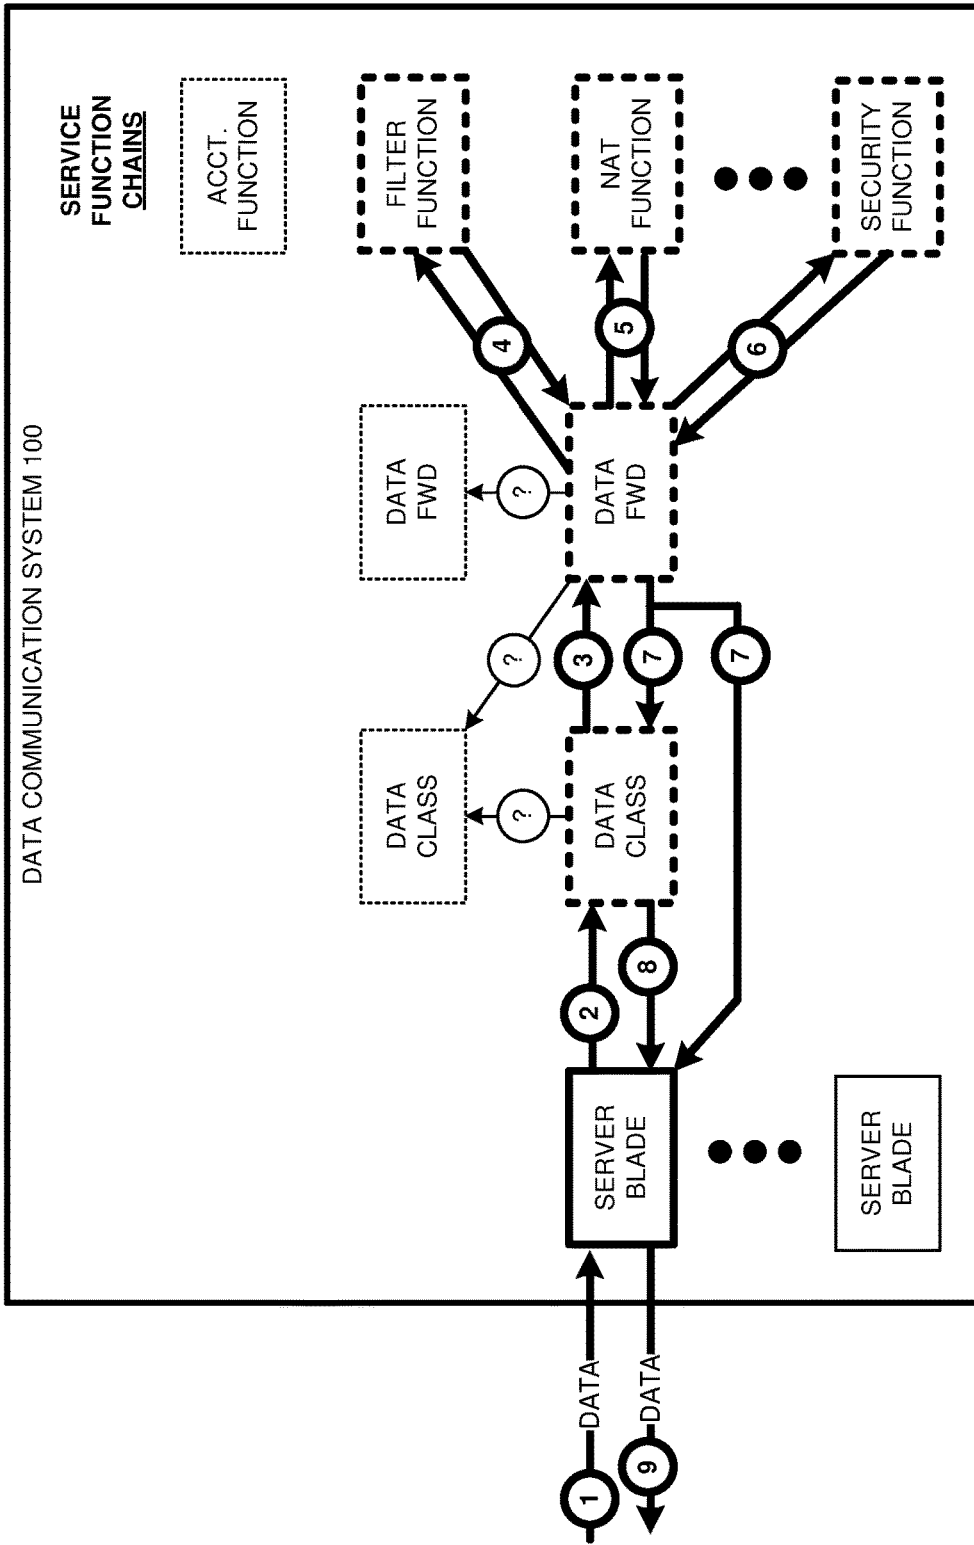 DATA COMMUNICATION SYSTEM 100
SERVICE
FUNCTION
CHAINS
ACCT.
FUNCTION
DATA
CLASS
DATA
FWD
FILTER
FUNCTION
?
?
?
4
1
DATA
SERVER
BLADE
2
DATA
CLASS
3
DATA
FWD
5
NAT
FUNCTION
9
DATA
8
7
7
6
SERVER
BLADE
SECURITY
FUNCTION